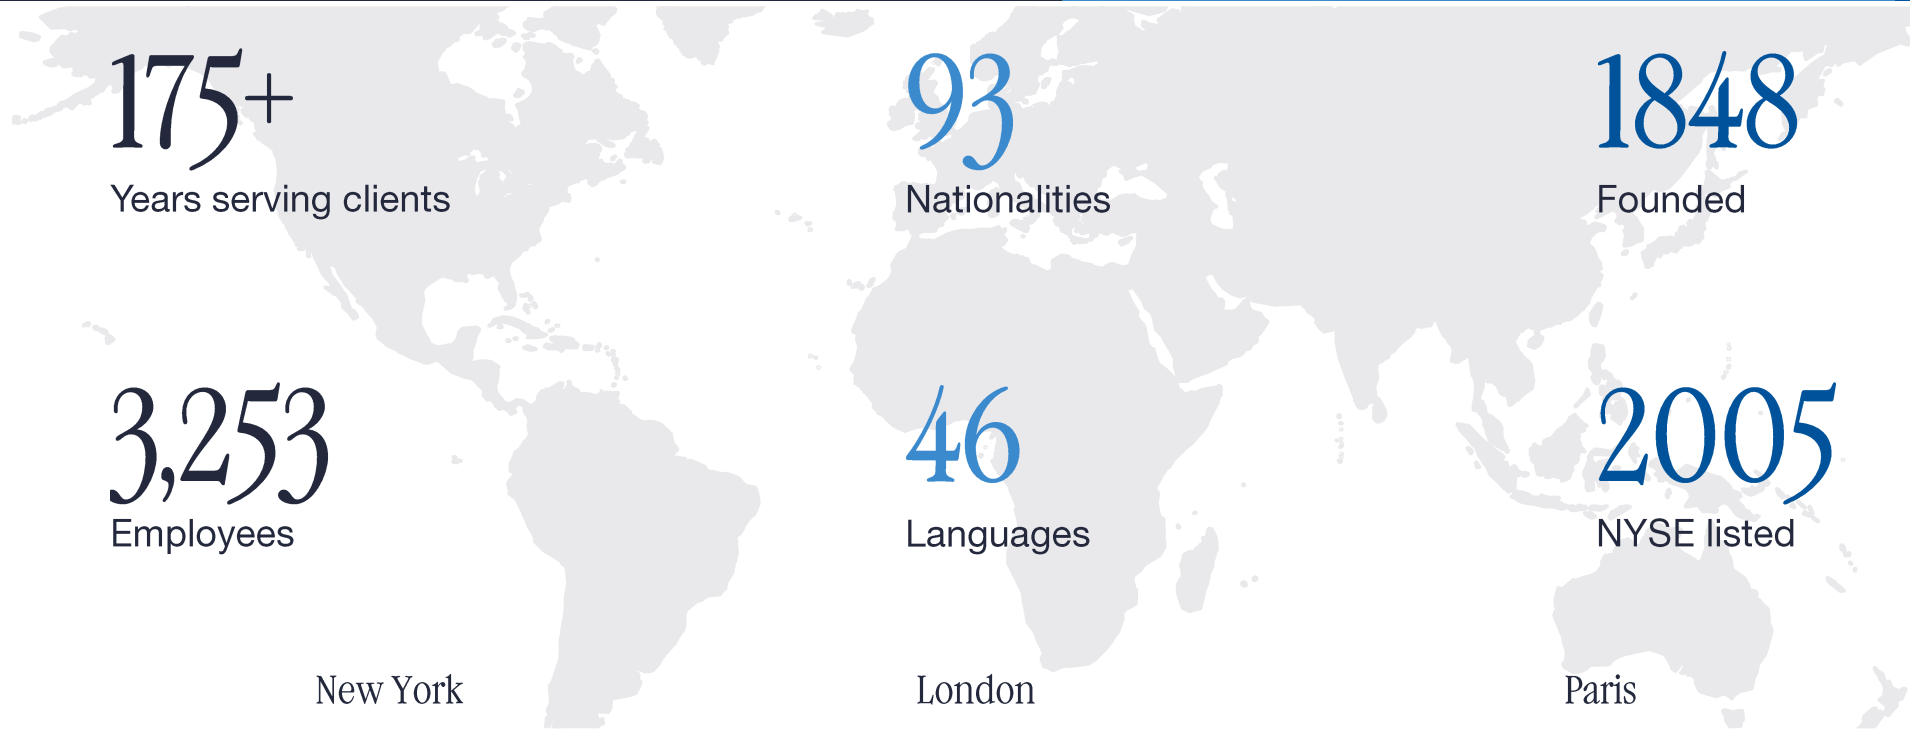 175+
93
1848
Years serving clients
Nationalities
Founded
3,253
46
2005
Employees
Languages
NYSE listed
New York
London
Paris